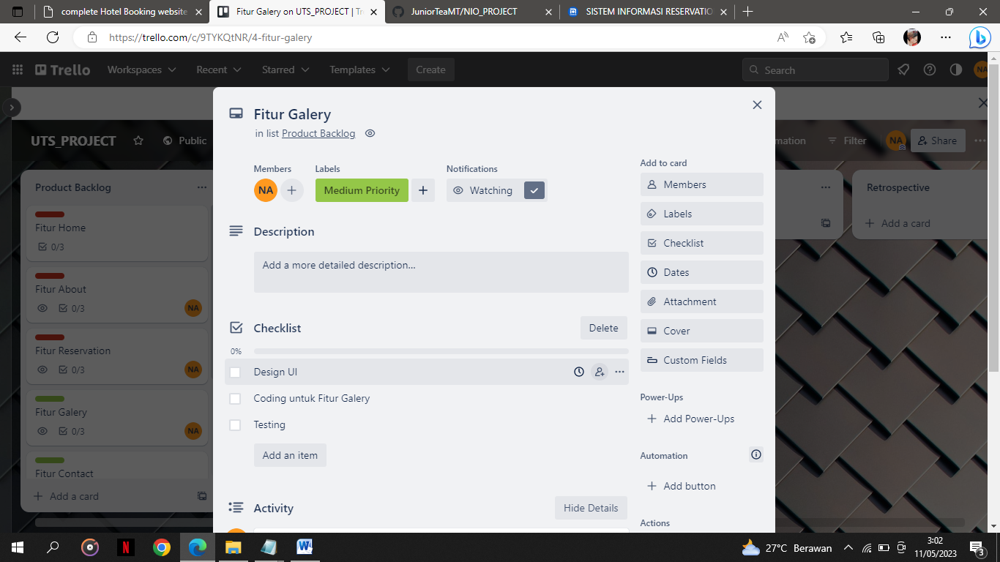 complete Hotel Booking website
Fitur Galery on UTS_PROJECT | Tr
JuniorTeaMT/NIO_PROJECT
SISTEM INFORMASI RESERVATIO
https://trello.com/c/9TYKQtNR/4-fitur-galery
Trello
Workspaces
Recent
Starred
Templates
Create
Search
NA
UTS_PROJECT
Public
mation
Filter
NA
Share
Product Backlog
Fitur Home
0/3
Fitur About
0/3
NA
Fitur Reservation
0/3
NA
Fitur Galery
0/3
NA
Fitur Contact
Add a card
Fitur Galery
in list Product Backlog
Members
Labels
Notifications
NA
Medium Priority
Watching
Description
Add a more detailed description…
Checklist
Delete
0%
Design UI
Coding untuk Fitur Galery
Testing
Add an item
Activity
Hide Details
Add to card
Members
Labels
Checklist
Dates
Attachment
Cover
Custom Fields
Power-Ups
Add Power-Ups
Automation
Add button
Actions
Retrospective
Add a card
27°C Berawan
3:02
11/05/2023
3